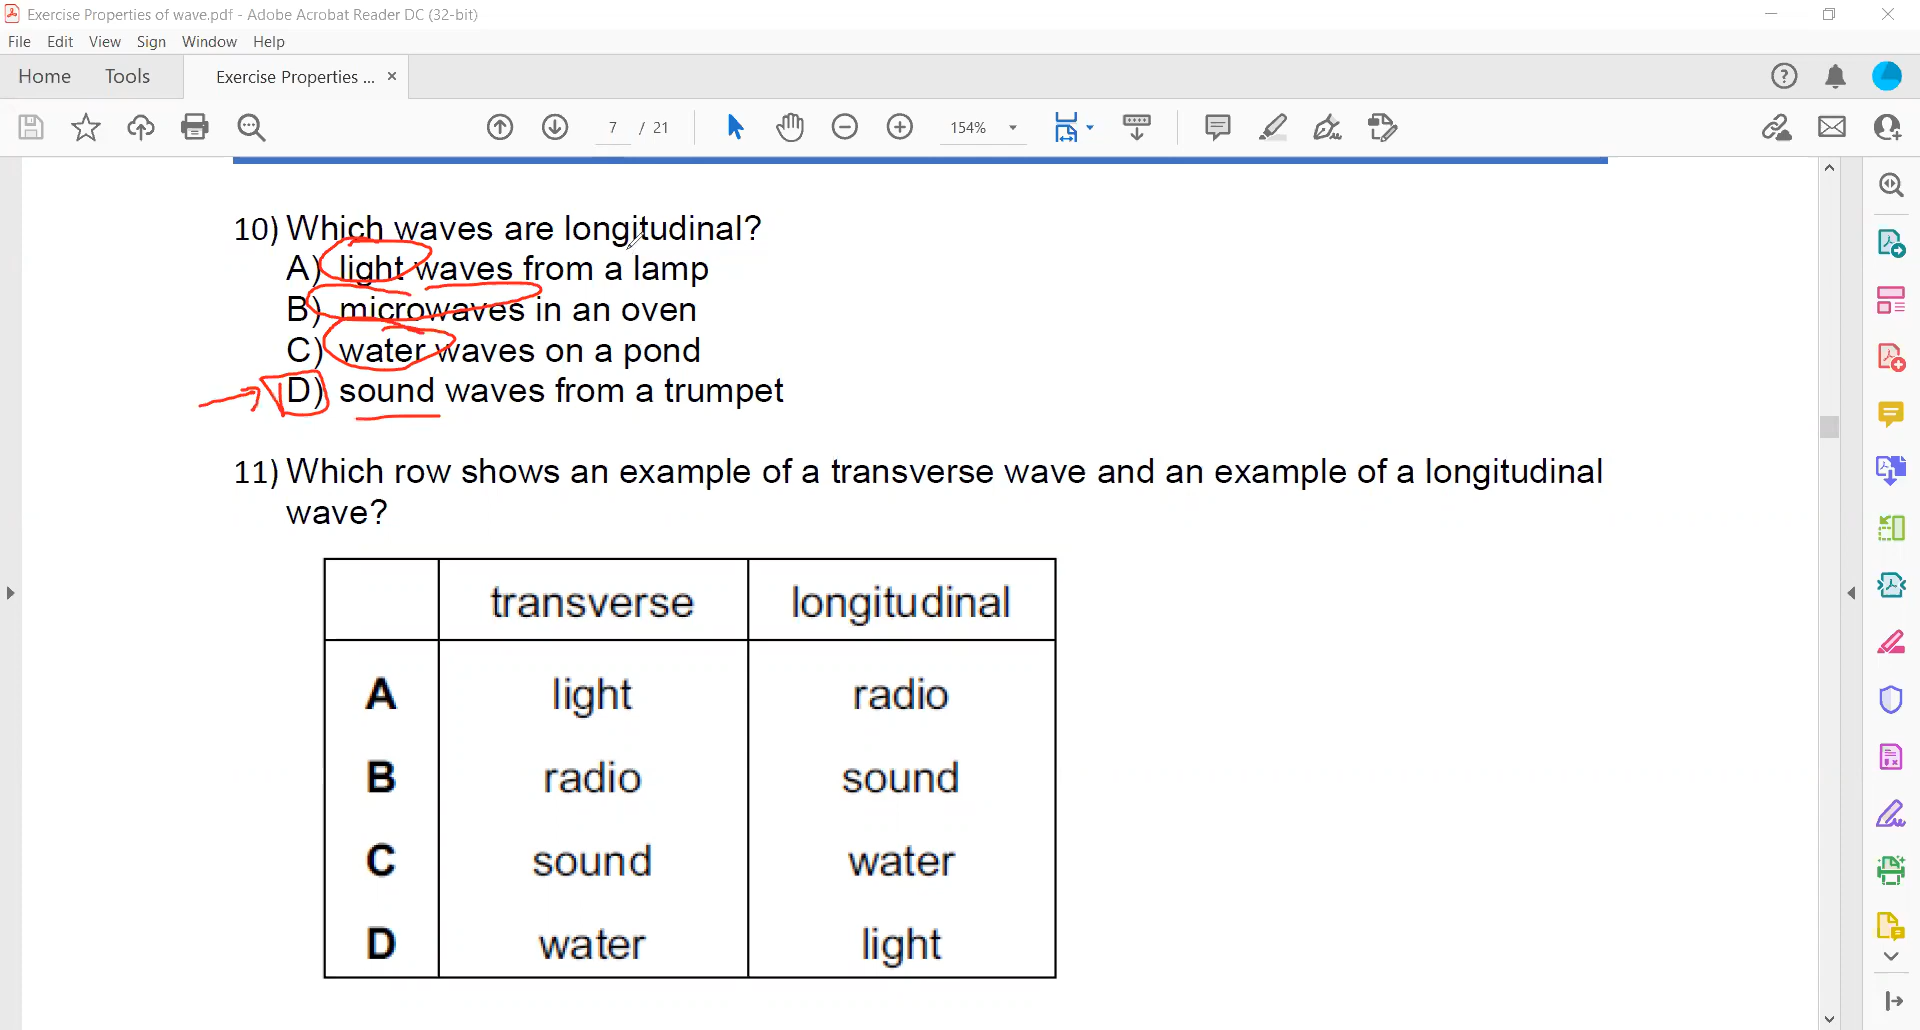 Exercise Properties of wave.pdf - Adobe Acrobat Reader DC (32-bit)
File Edit View Sign Window Help
Home Tools Exercise Properties ... ×
7 / 21 154%
10) Which waves are longitudinal?
A) light waves from a lamp
B) microwaves in an oven
C) water waves on a pond
D) sound waves from a trumpet
11) Which row shows an example of a transverse wave and an example of a longitudinal
wave?
transverse longitudinal
A light radio
B radio sound
C sound water
D water light